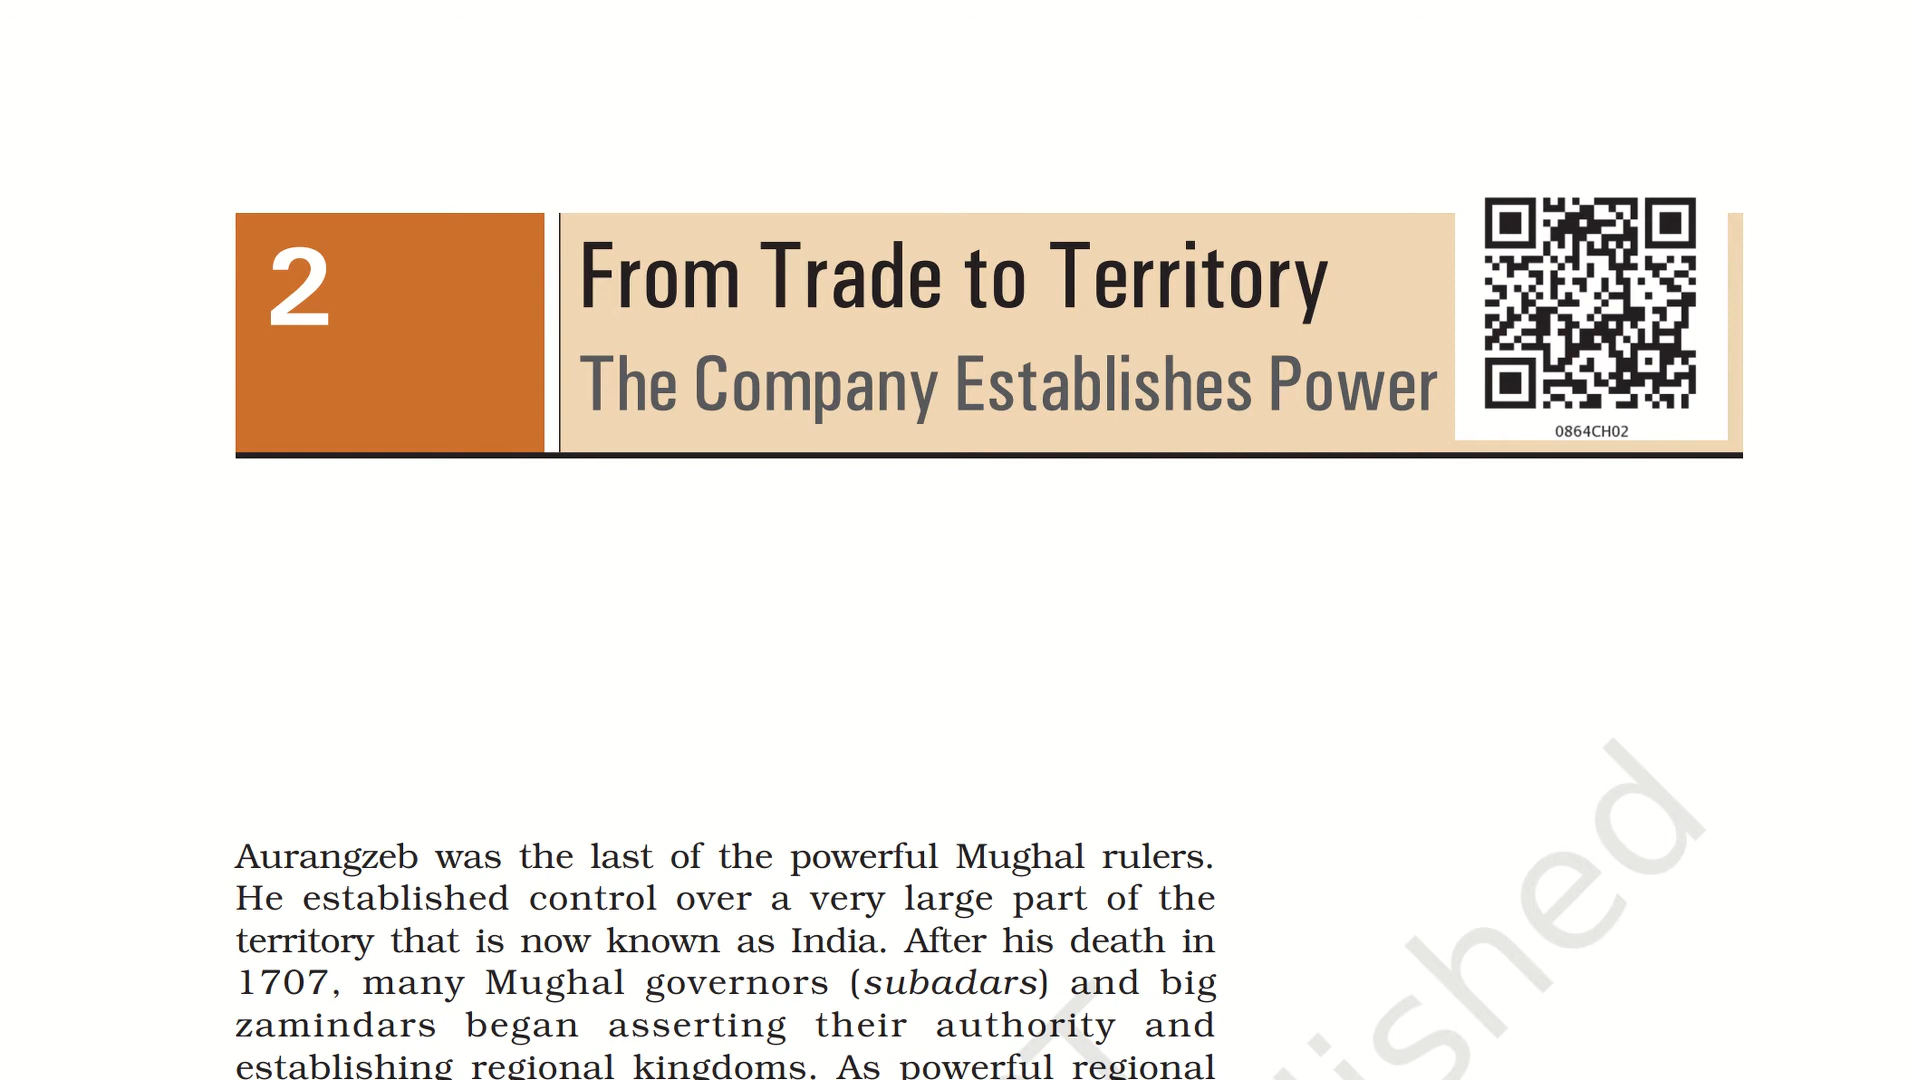 2
From Trade to Territory
The Company Establishes Power
0864CH02
Aurangzeb was the last of the powerful Mughal rulers.
He established control over a very large part of the
territory that is now known as India. After his death in
1707, many Mughal governors (subadars) and big
zamindars began asserting their authority and
establishing regional kingdoms. As powerful regional